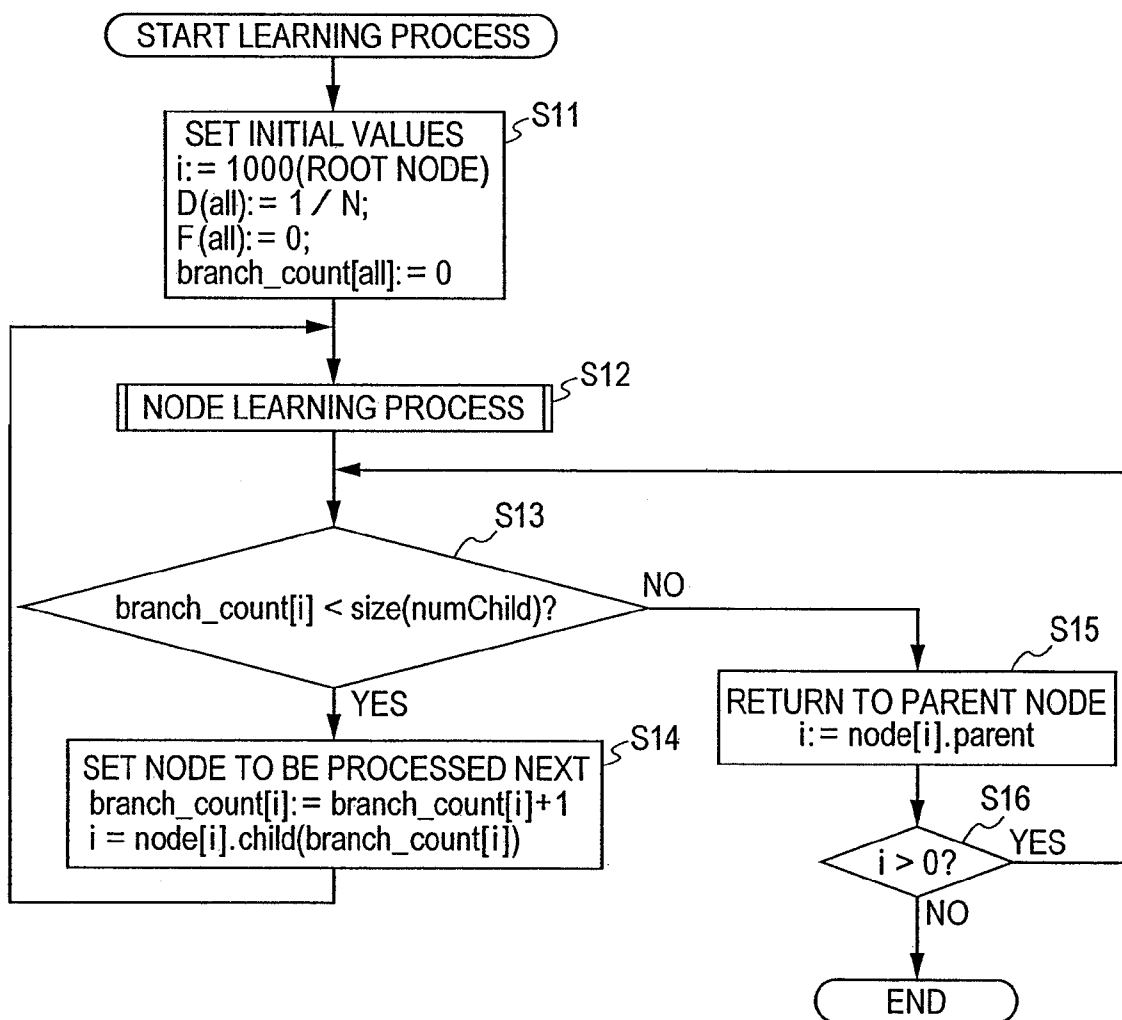 START LEARNING PROCESS
S11
SET INITIAL VALUES
i:= 1000(ROOT NODE)
D(all):= 1 / N;
F(all):= 0;
branch_count[all]:= 0
S12
NODE LEARNING PROCESS
S13
branch_count[i] < size(numChild)?
NO
YES
S14
SET NODE TO BE PROCESSED NEXT
branch_count[i]:= branch_count[i]+1
i = node[i].child(branch_count[i])
S15
RETURN TO PARENT NODE
i:= node[i].parent
S16
i > 0?
YES
NO
END